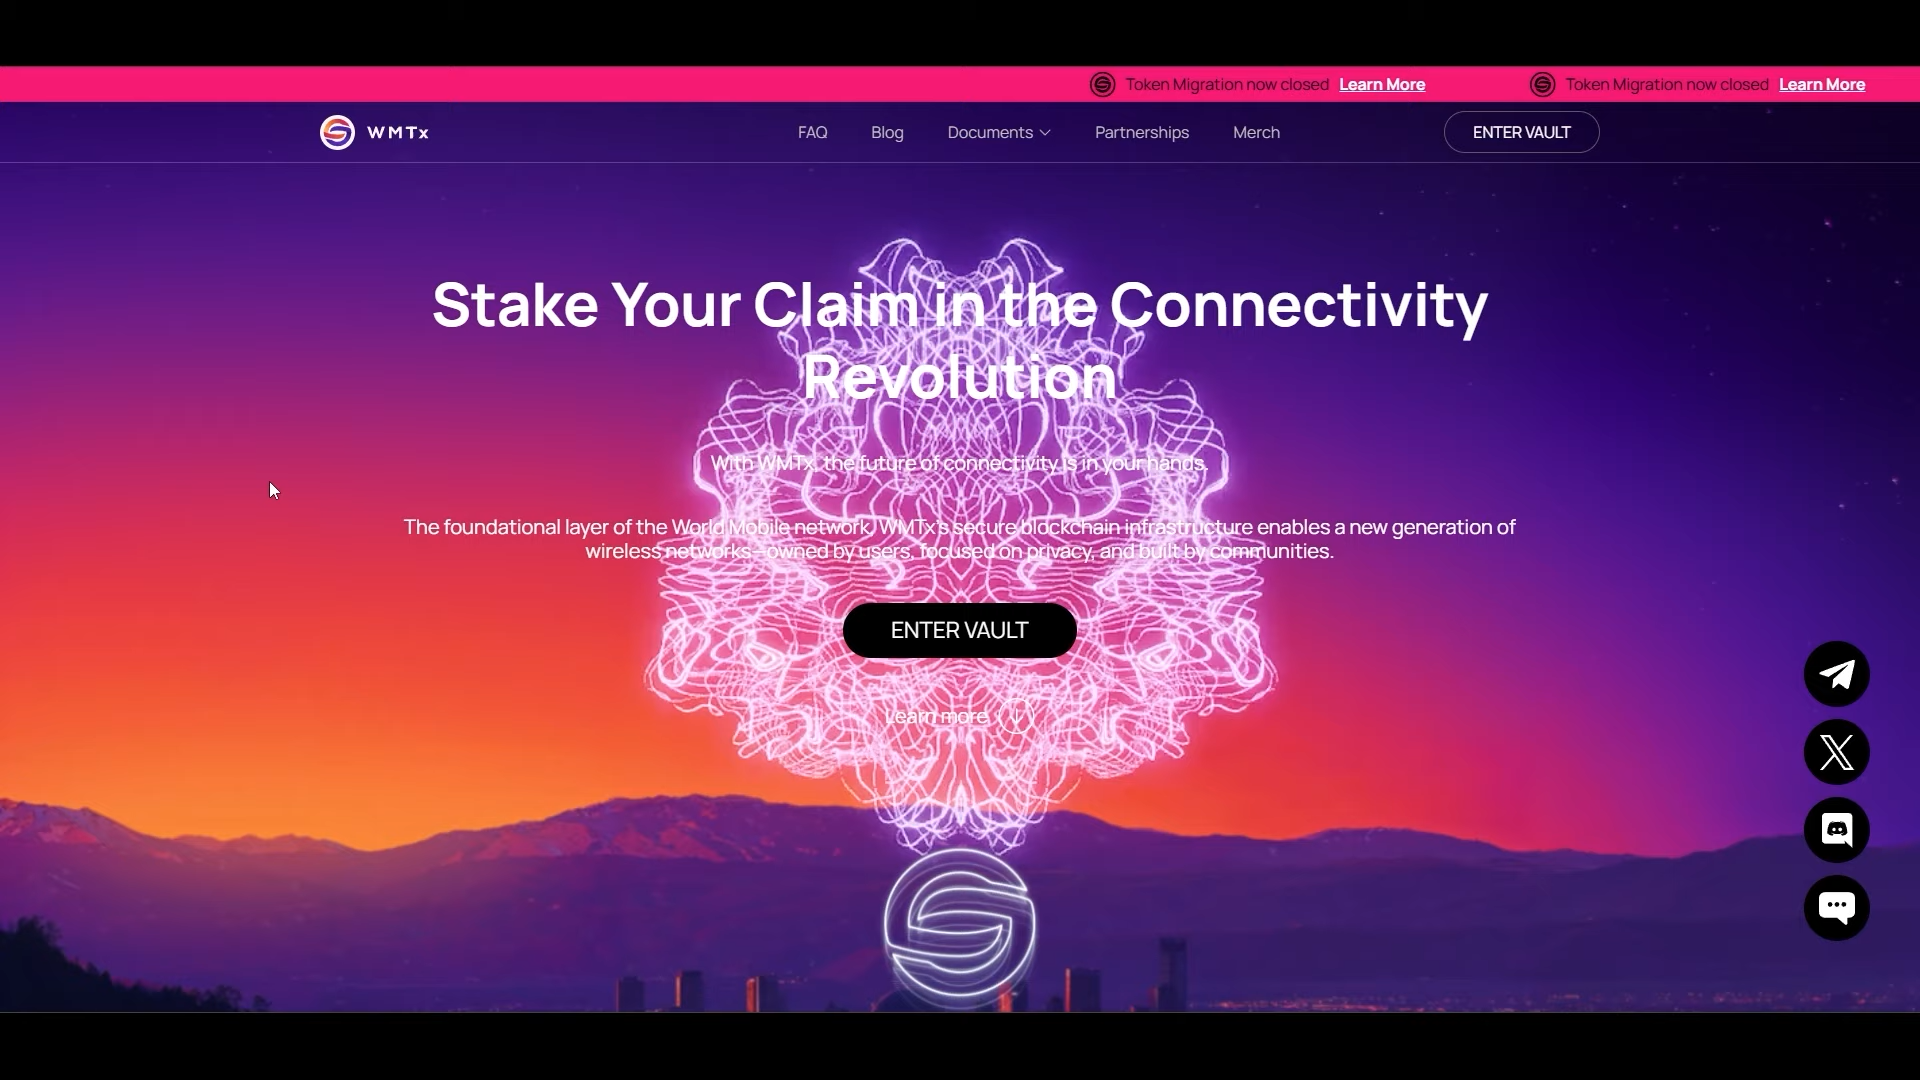 Token Migration now closed Learn More Token Migration now closed Learn More
WMTx FAQ Blog Documents Partnerships Merch ENTER VAULT
Stake Your Claim in the Connectivity
Revolution
With WMTx, the future of connectivity is in your hands.
The foundational layer of the World Mobile network, WMTx's secure blockchain infrastructure enables a new generation of
wireless networks—owned by users, focused on privacy, and built by communities.
ENTER VAULT
Learn more